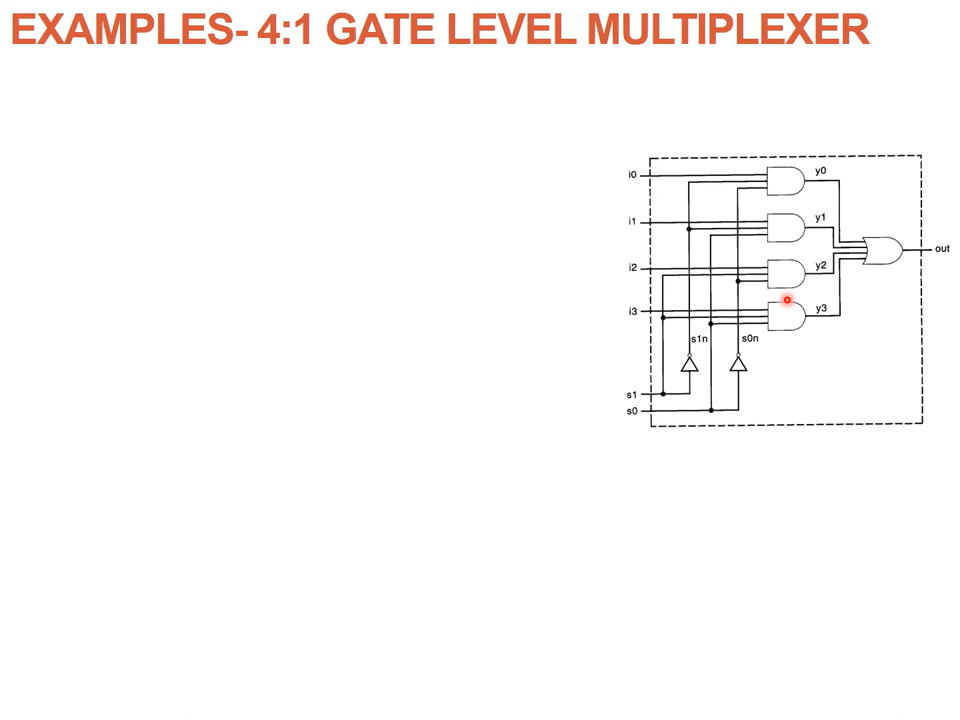 EXAMPLES- 4:1 GATE LEVEL MULTIPLEXER
i0
y0
i1
y1
out
i2
y2
i3
y3
s1n
s0n
s1
s0